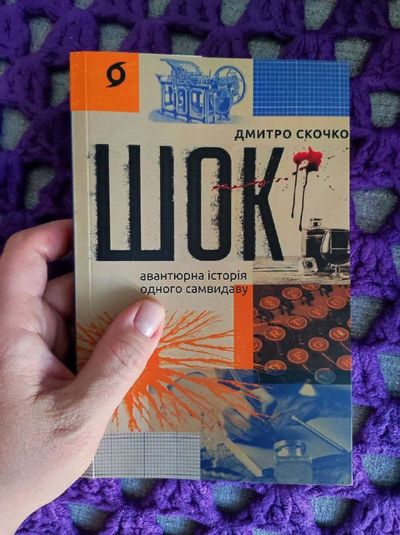 ДМИТРО СКОЧКО
ШОК
авантюрна історія
одного самвидаву